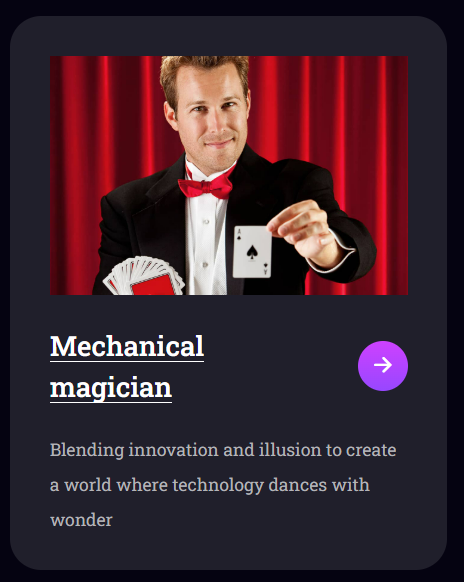 A
A
Mechanical
magician
Blending innovation and illusion to create
a world where technology dances with
wonder